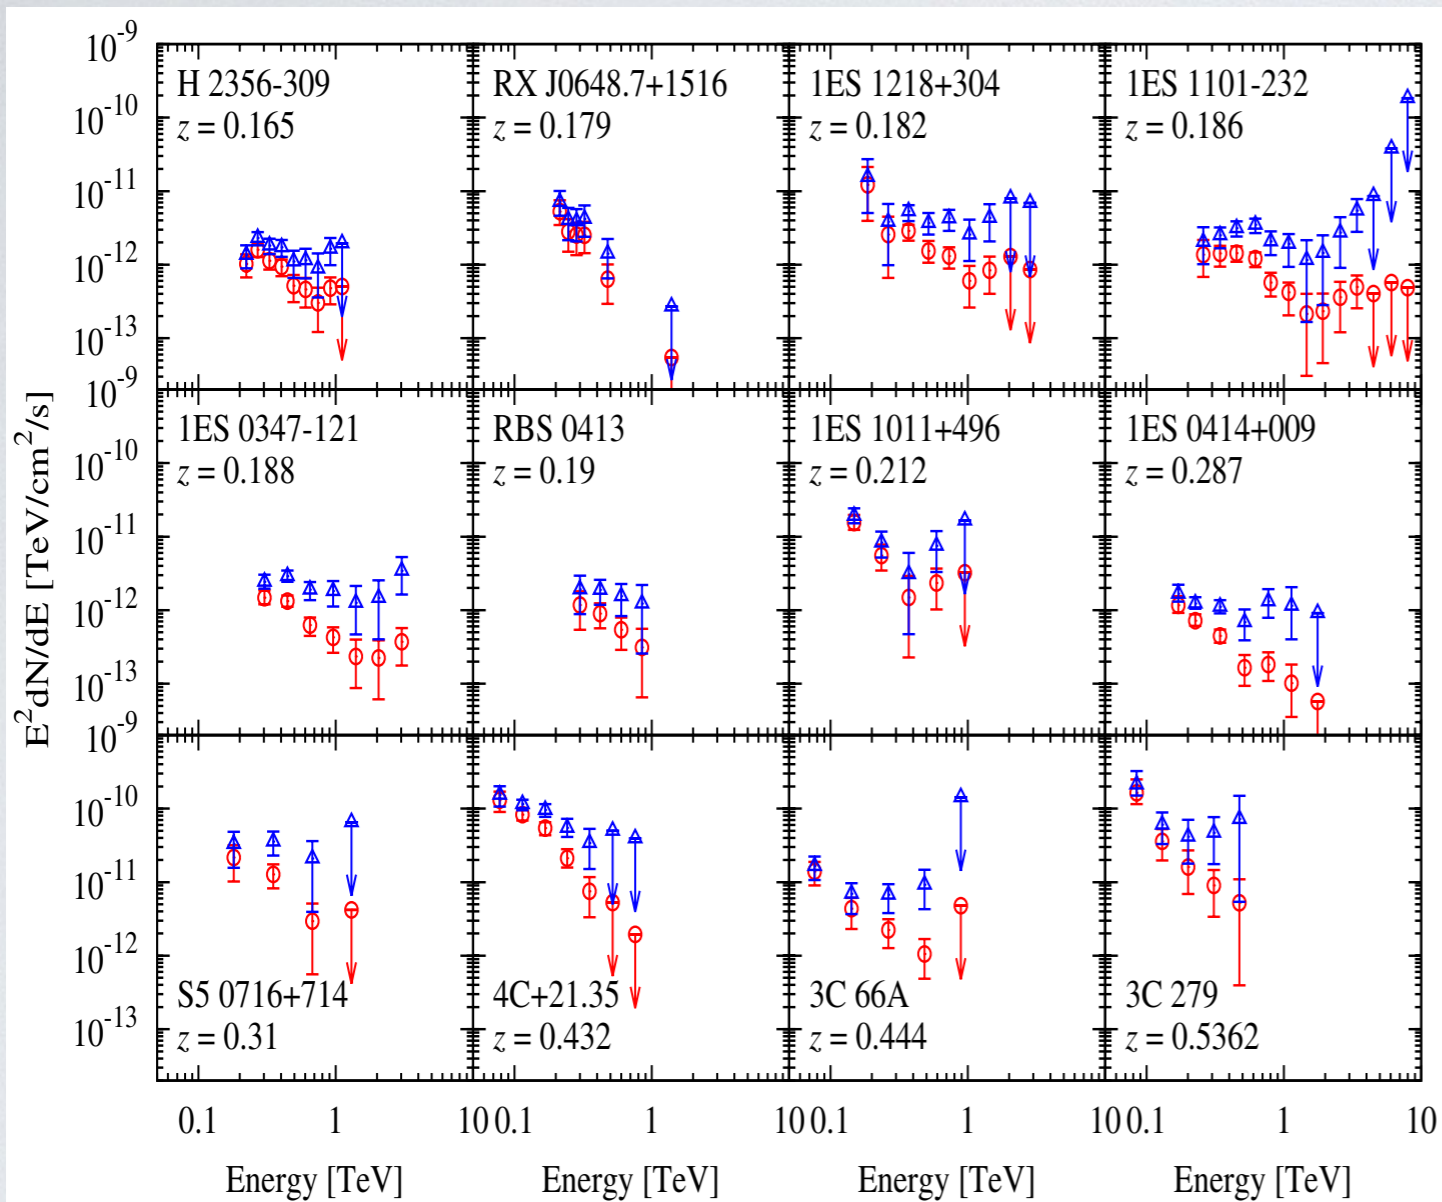 E²dN/dE [TeV/cm²/s]
10⁻⁹
10⁻¹⁰
10⁻¹¹
10⁻¹²
10⁻¹³
H 2356-309
z = 0.165
RX J0648.7+1516
z = 0.179
1ES 1218+304
z = 0.182
1ES 1101-232
z = 0.186
10⁻⁹
10⁻¹⁰
10⁻¹¹
10⁻¹²
10⁻¹³
1ES 0347-121
z = 0.188
RBS 0413
z = 0.19
1ES 1011+496
z = 0.212
1ES 0414+009
z = 0.287
10⁻⁹
10⁻¹⁰
10⁻¹¹
10⁻¹²
10⁻¹³
S5 0716+714
z = 0.31
4C+21.35
z = 0.432
3C 66A
z = 0.444
3C 279
z = 0.5362
0.1 1 10 0.1 1 10 0.1 1 10 0.1 1 10
Energy [TeV] Energy [TeV] Energy [TeV] Energy [TeV]